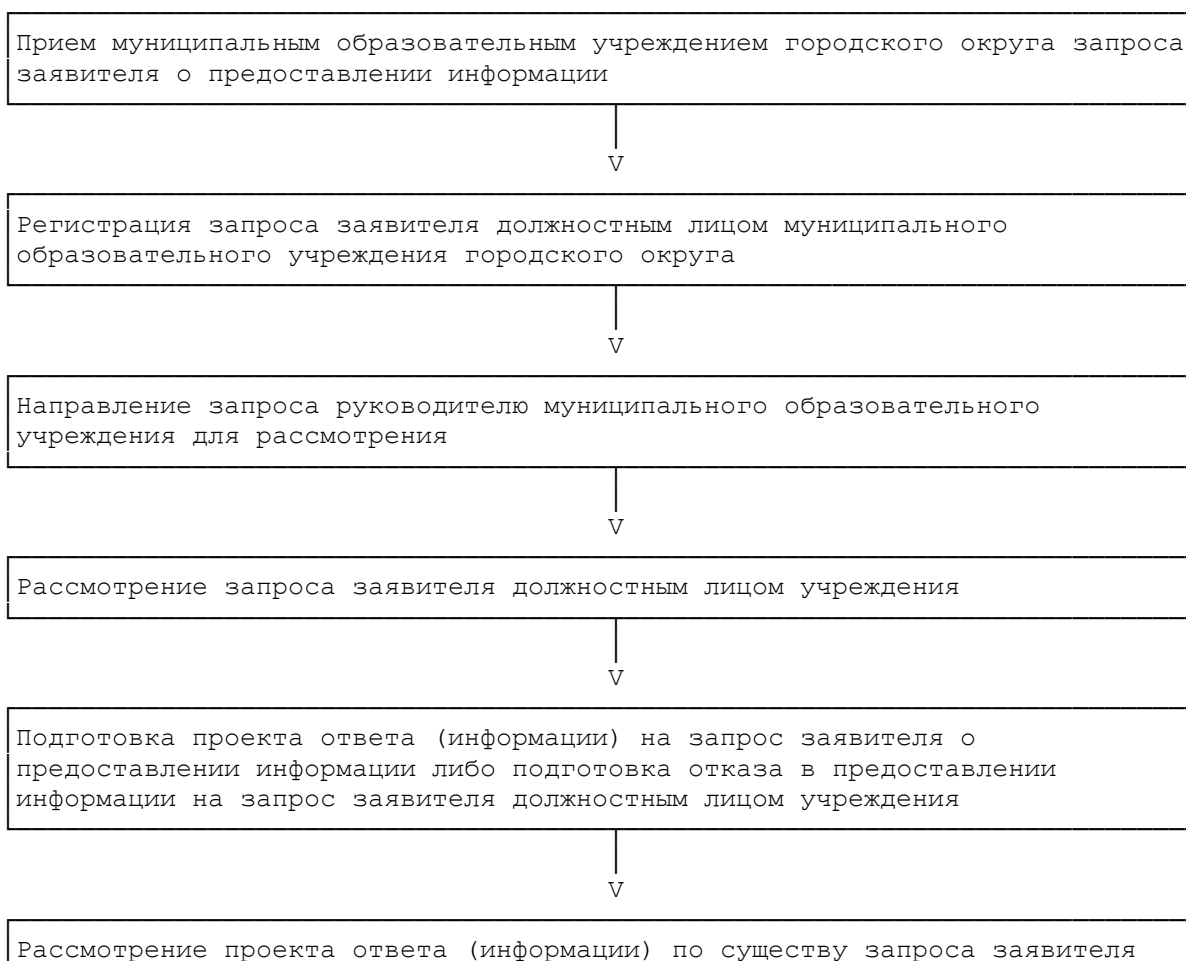 Прием муниципальным образовательным учреждением городского округа запроса
заявителя о предоставлении информации
V
Регистрация запроса заявителя должностным лицом муниципального
образовательного учреждения городского округа
V
Направление запроса руководителю муниципального образовательного
учреждения для рассмотрения
V
Рассмотрение запроса заявителя должностным лицом учреждения
V
Подготовка проекта ответа (информации) на запрос заявителя о
предоставлении информации либо подготовка отказа в предоставлении
информации на запрос заявителя должностным лицом учреждения
V
Рассмотрение проекта ответа (информации) по существу запроса заявителя